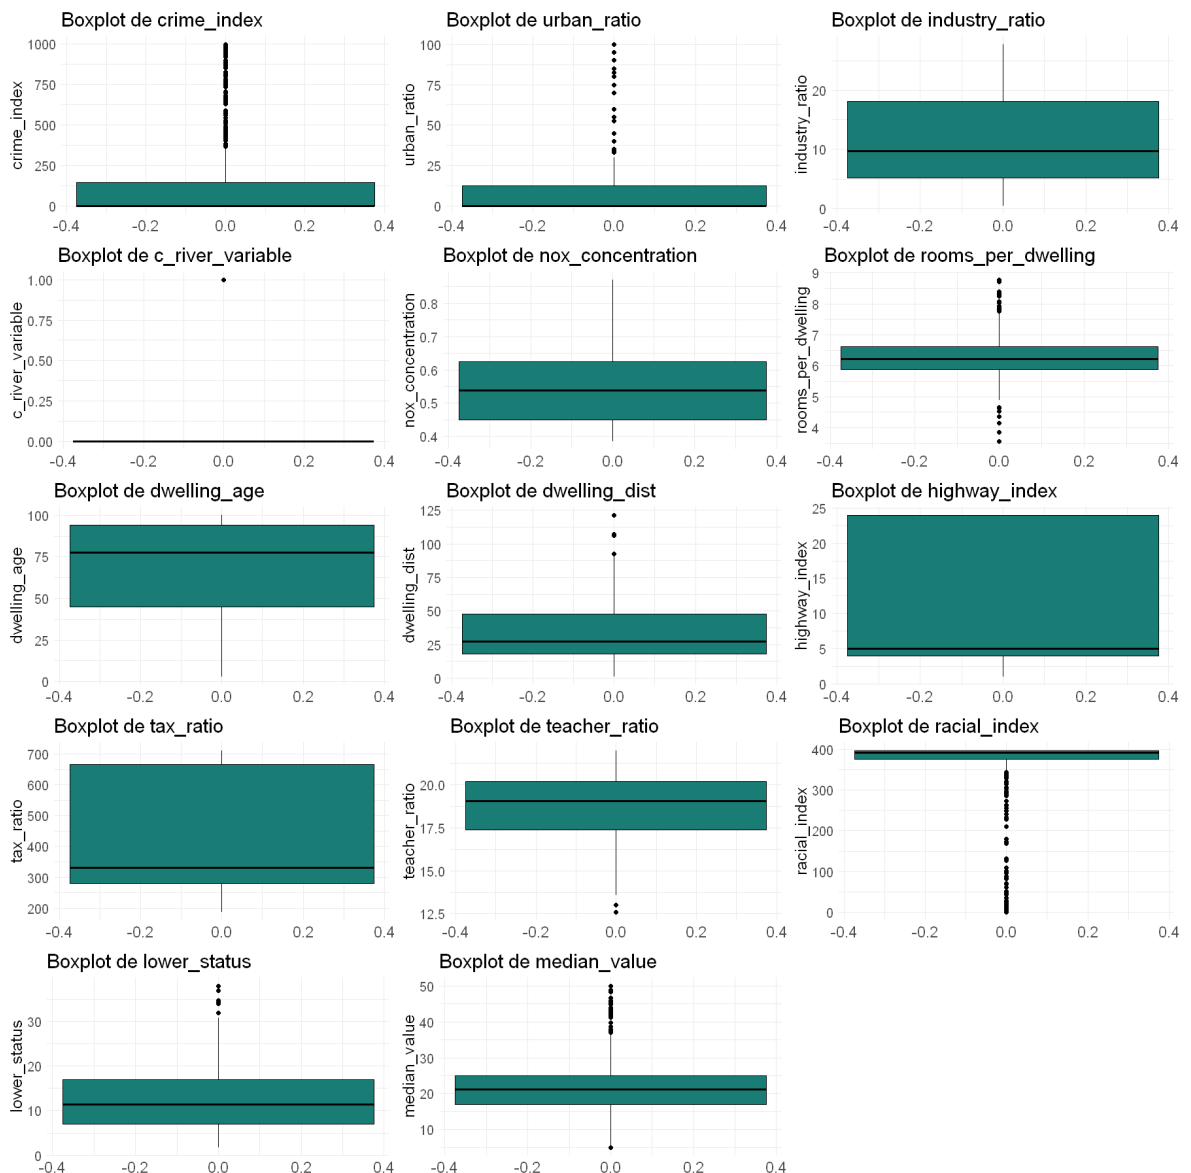 Boxplot de crime_index
crime_index
1000
750
500
250
0
-0.4 -0.2 0.0 0.2 0.4
Boxplot de urban_ratio
urban_ratio
100
75
50
25
0
-0.4 -0.2 0.0 0.2 0.4
Boxplot de industry_ratio
industry_ratio
20
10
0
-0.4 -0.2 0.0 0.2 0.4
Boxplot de c_river_variable
c_river_variable
1.00
0.75
0.50
0.25
0.00
-0.4 -0.2 0.0 0.2 0.4
Boxplot de nox_concentration
nox_concentration
0.8
0.7
0.6
0.5
0.4
-0.4 -0.2 0.0 0.2 0.4
Boxplot de rooms_per_dwelling
rooms_per_dwelling
9
8
7
6
5
4
-0.4 -0.2 0.0 0.2 0.4
Boxplot de dwelling_age
dwelling_age
100
75
50
25
0
-0.4 -0.2 0.0 0.2 0.4
Boxplot de dwelling_dist
dwelling_dist
125
100
75
50
25
0
-0.4 -0.2 0.0 0.2 0.4
Boxplot de highway_index
highway_index
25
20
15
10
5
0
-0.4 -0.2 0.0 0.2 0.4
Boxplot de tax_ratio
tax_ratio
700
600
500
400
300
200
-0.4 -0.2 0.0 0.2 0.4
Boxplot de teacher_ratio
teacher_ratio
20.0
17.5
15.0
12.5
-0.4 -0.2 0.0 0.2 0.4
Boxplot de racial_index
racial_index
400
300
200
100
0
-0.4 -0.2 0.0 0.2 0.4
Boxplot de lower_status
lower_status
30
20
10
0
-0.4 -0.2 0.0 0.2 0.4
Boxplot de median_value
median_value
50
40
30
20
10
-0.4 -0.2 0.0 0.2 0.4